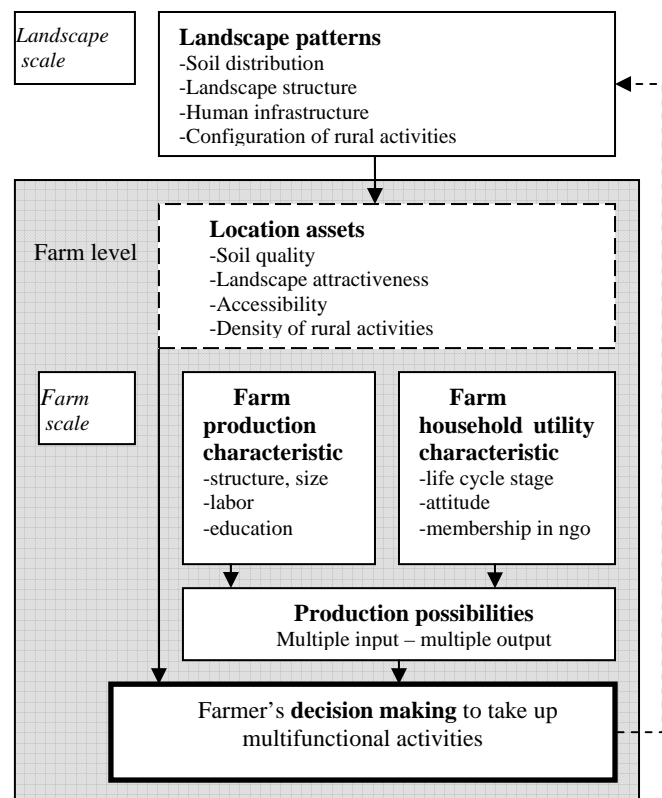 Landscape
scale
Landscape patterns
-Soil distribution
-Landscape structure
-Human infrastructure
-Configuration of rural activities
Farm level
Location assets
-Soil quality
-Landscape attractiveness
-Accessibility
-Density of rural activities
Farm
scale
Farm
production
characteristic
-structure, size
-labor
-education
Farm
household utility
characteristic
-life cycle stage
-attitude
-membership in ngo
Production possibilities
Multiple input – multiple output
Farmer’s decision making to take up
multifunctional activities